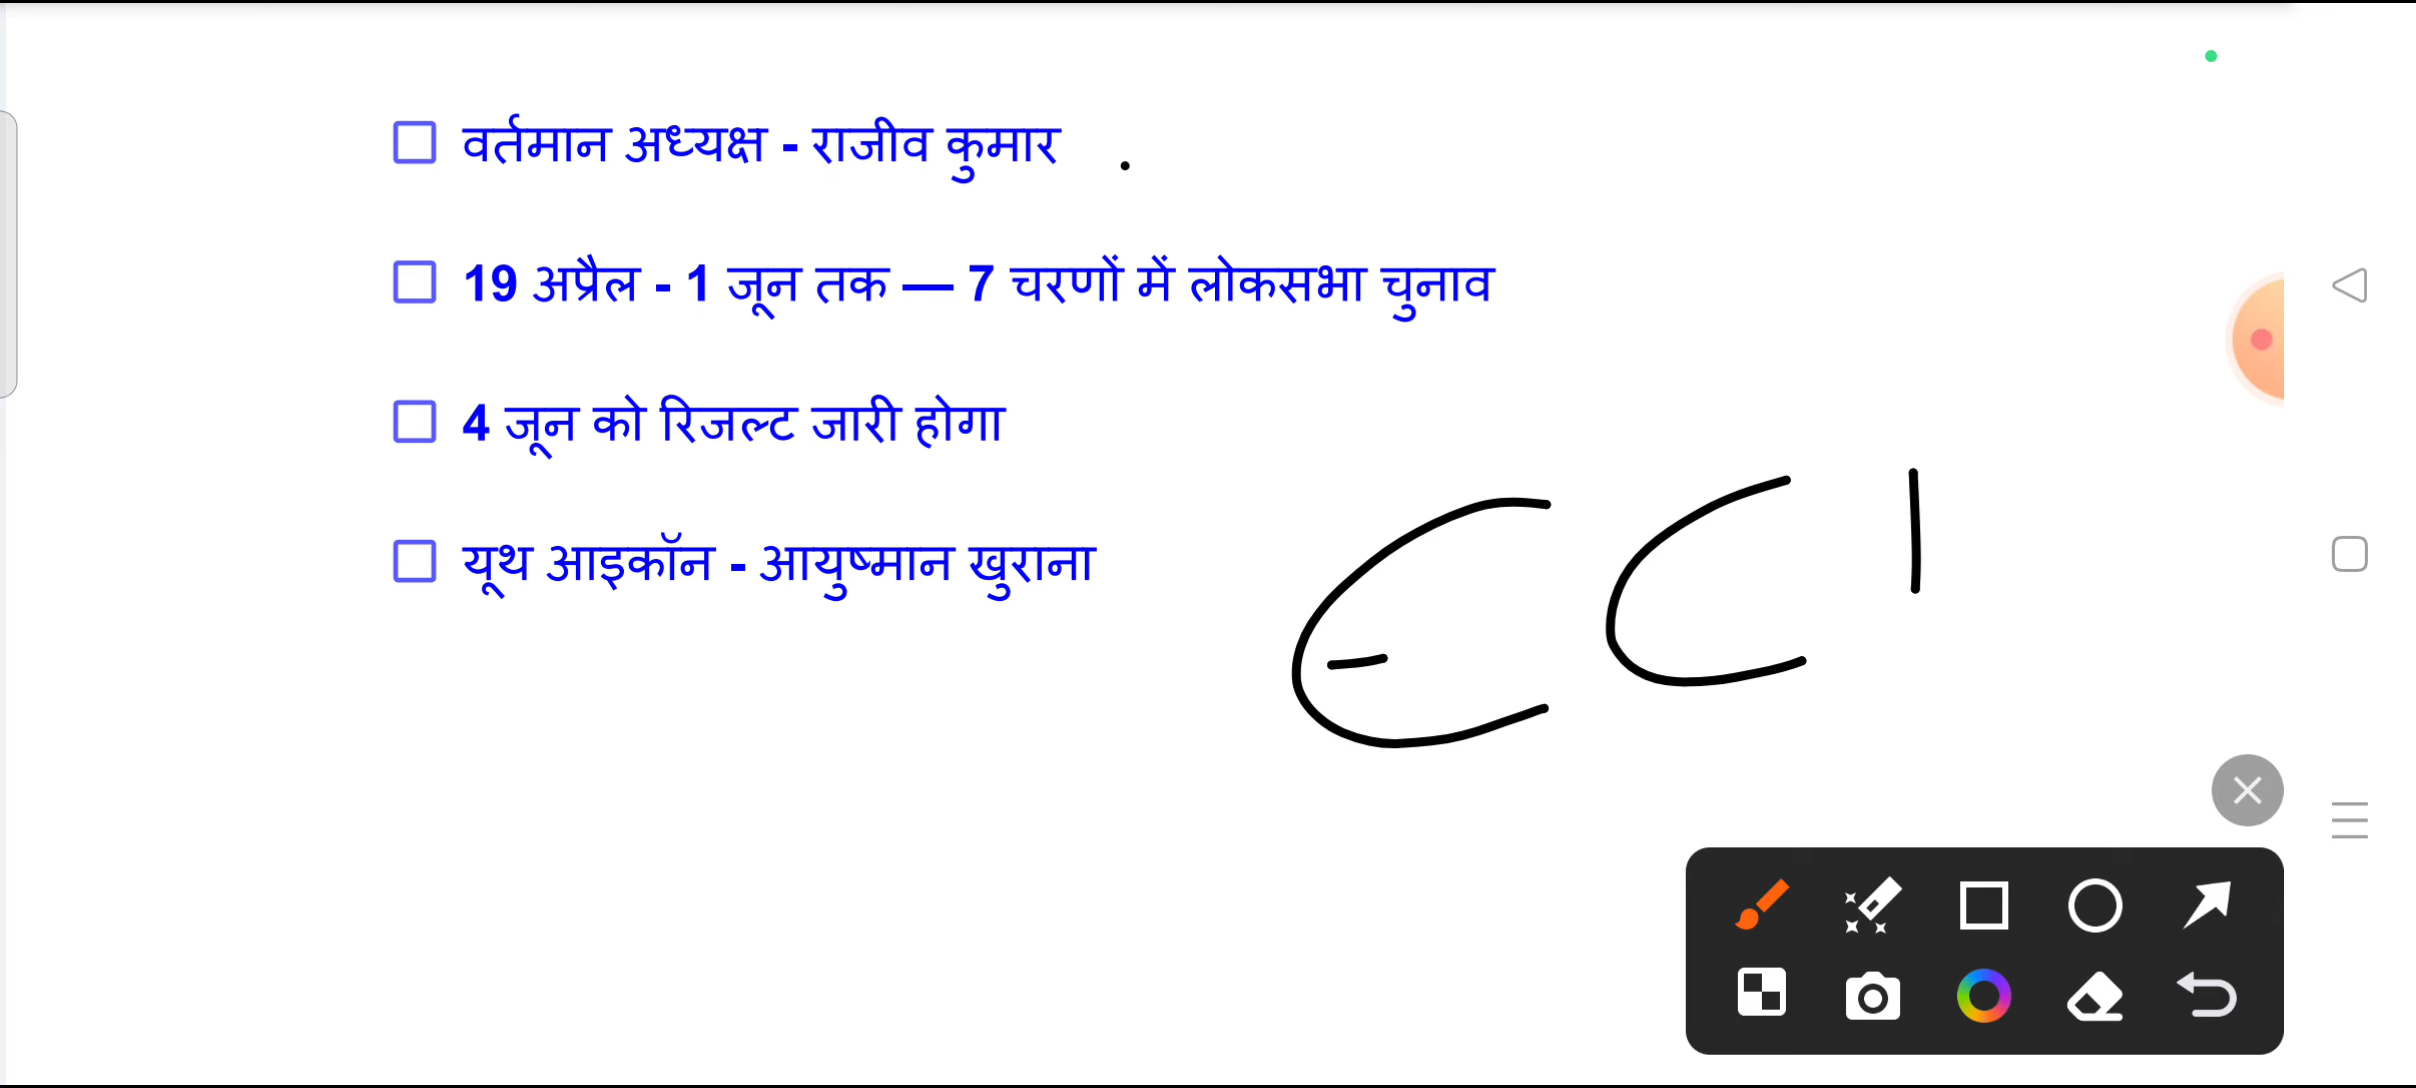 वर्तमान अध्यक्ष - राजीव कुमार
19 अप्रैल - 1 जून तक — 7 चरणों में लोकसभा चुनाव
4 जून को रिजल्ट जारी होगा
यूथ आइकॉन - आयुष्मान खुराना
ECI